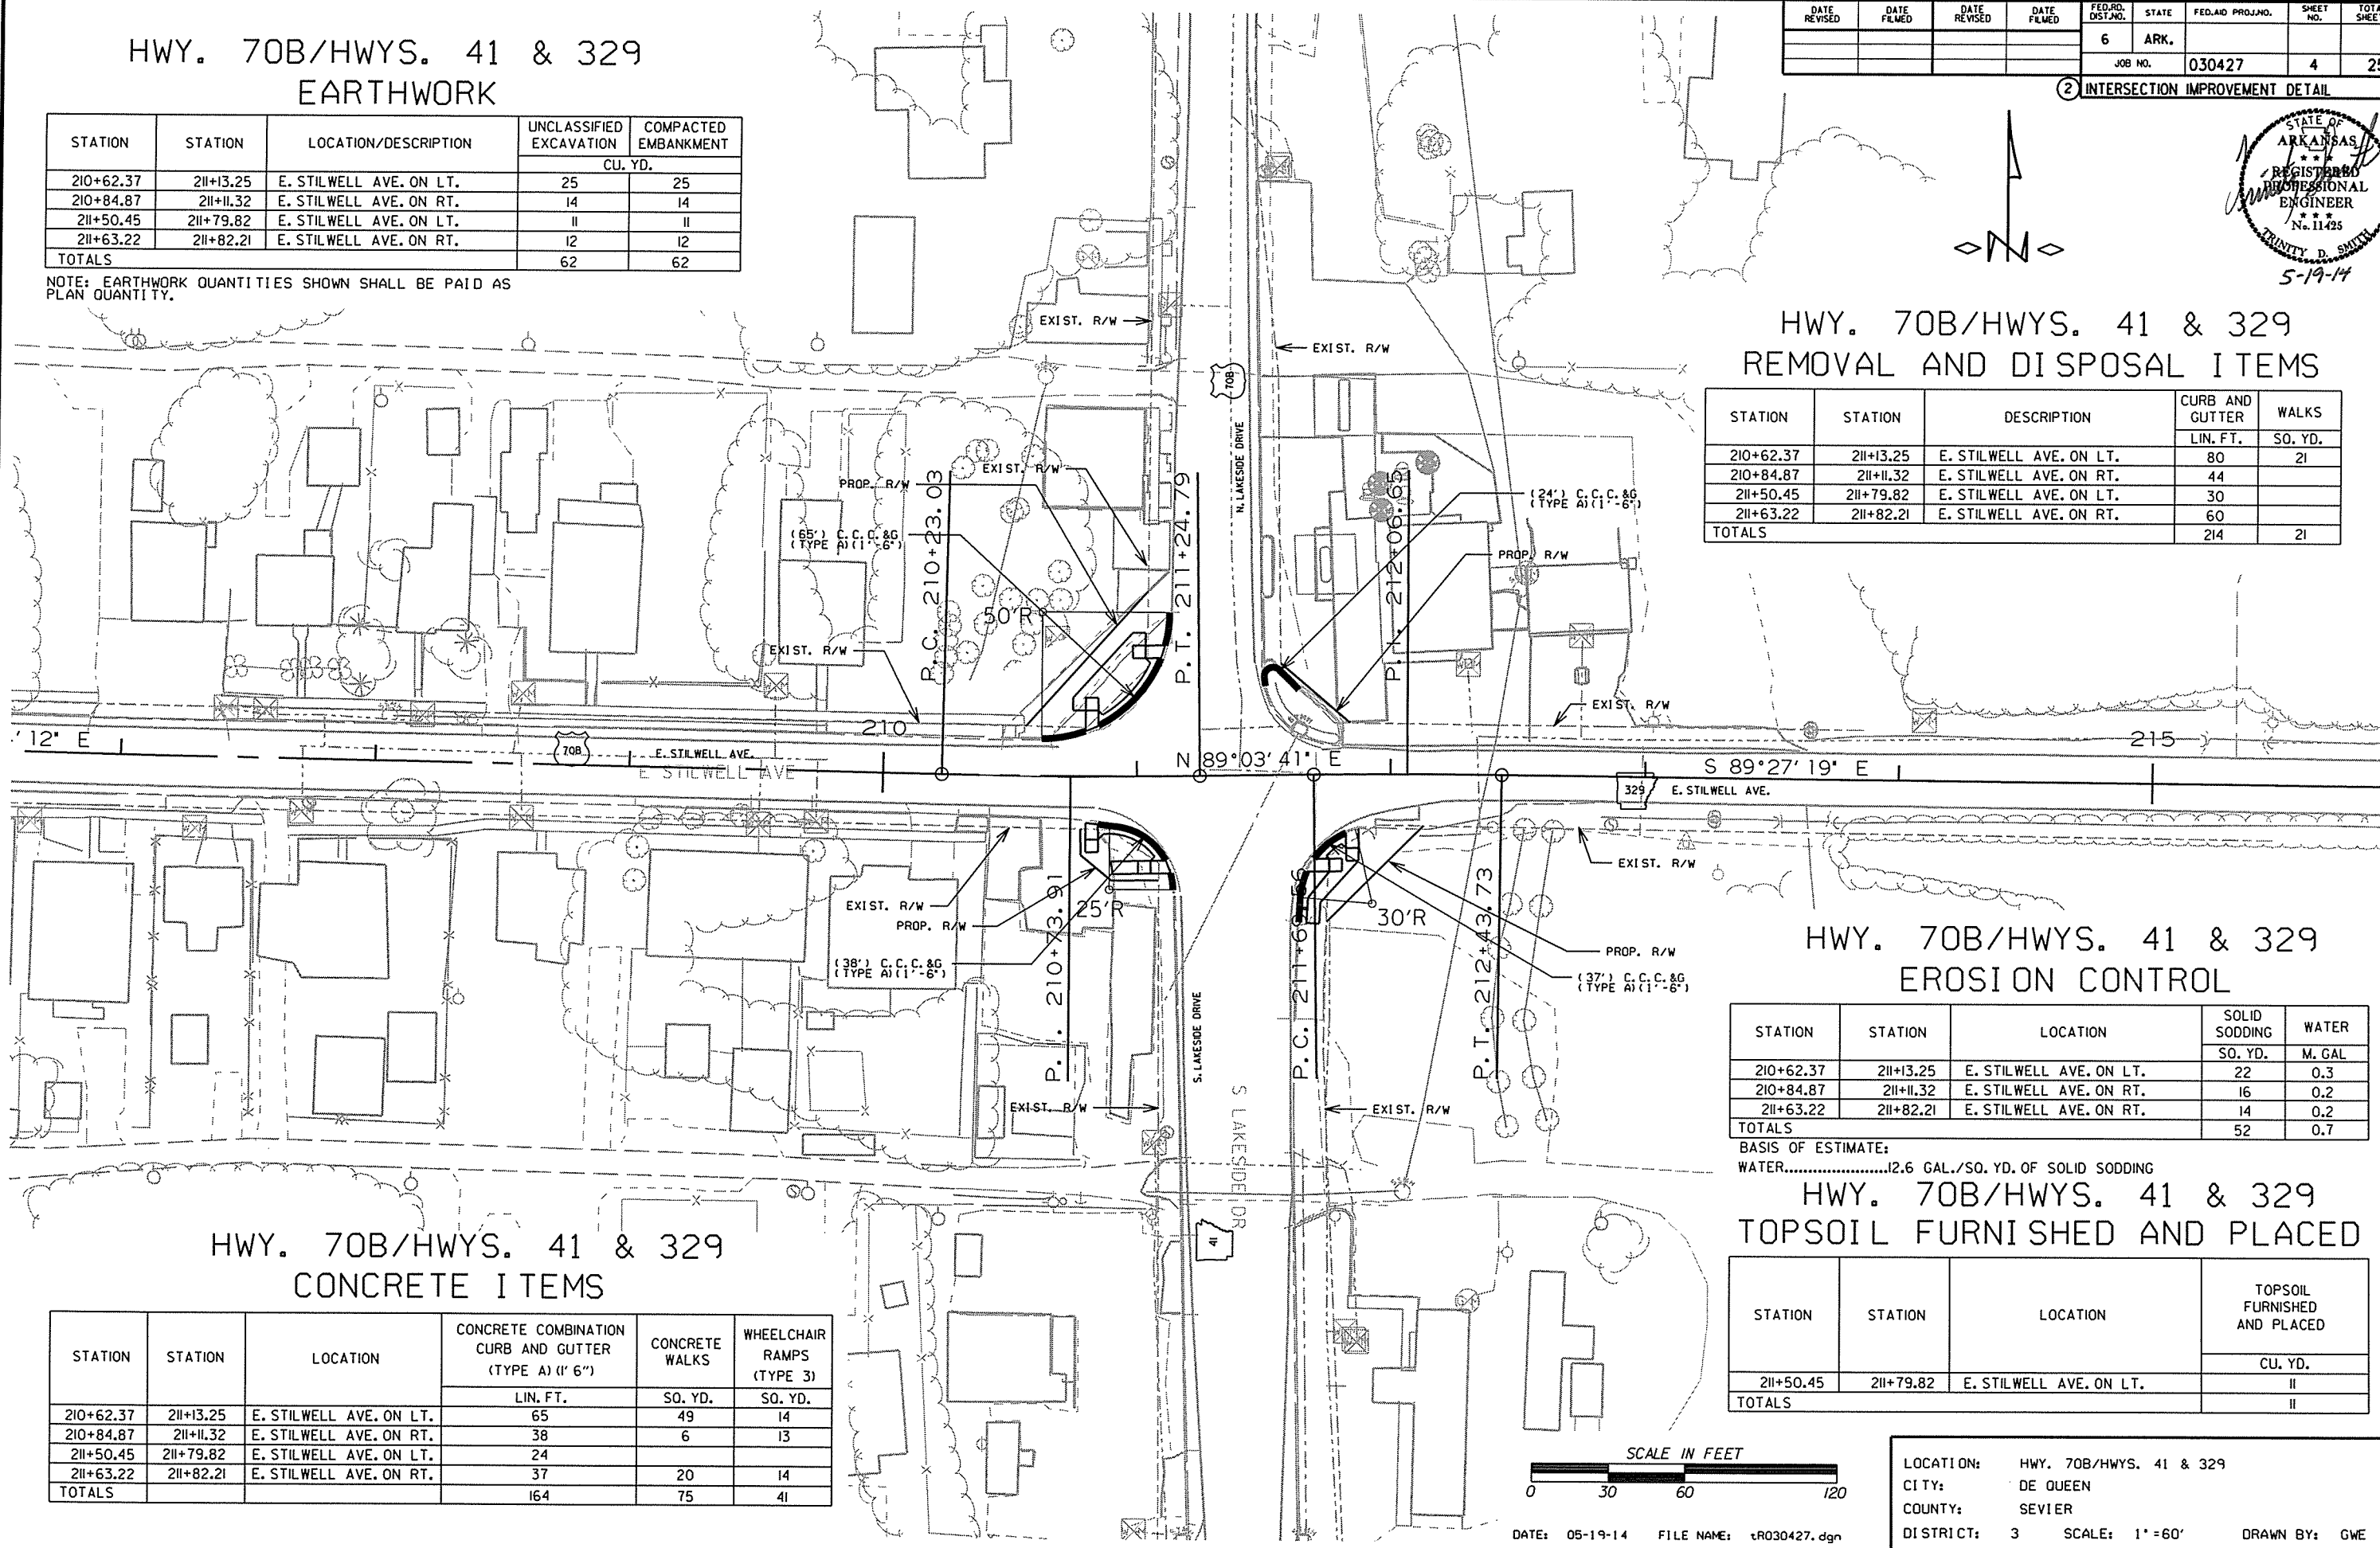 HWY. 70B/HWYS. 41 & 329
EARTHWORK
STATION STATION LOCATION/DESCRIPTION UNCLASSIFIED EXCAVATION COMPACTED EMBANKMENT
CU. YD.
210+62.37 211+13.25 E. STILWELL AVE. ON LT. 25 25
210+84.87 211+11.32 E. STILWELL AVE. ON RT. 14 14
211+50.45 211+79.82 E. STILWELL AVE. ON LT. 11 11
211+63.22 211+82.21 E. STILWELL AVE. ON RT. 12 12
TOTALS 62 62
NOTE: EARTHWORK QUANTITIES SHOWN SHALL BE PAID AS
PLAN QUANTITY.
DATE REVISED DATE FILMED DATE REVISED DATE FILMED FED.RD. DIST.NO. STATE FED.AID PROJ.NO. SHEET NO.
6 ARK.
JOB NO. 030427 4
2 INTERSECTION IMPROVEMENT DETAIL
STATE OF
ARKANSAS
REGISTERED
PROFESSIONAL
ENGINEER
No. 11425
TRINITY D. SMITH
5-19-14
N
HWY. 70B/HWYS. 41 & 329
REMOVAL AND DISPOSAL ITEMS
STATION STATION DESCRIPTION CURB AND GUTTER WALKS
LIN. FT. SQ. YD.
210+62.37 211+13.25 E. STILWELL AVE. ON LT. 80 21
210+84.87 211+11.32 E. STILWELL AVE. ON RT. 44
211+50.45 211+79.82 E. STILWELL AVE. ON LT. 30
211+63.22 211+82.21 E. STILWELL AVE. ON RT. 60
TOTALS 214 21
EXIST. R/W
EXIST. R/W
70B
N. LAKESIDE DRIVE
EXIST. R/W
PROP. R/W
(65') C.C.C.&G
(TYPE A)(1'-6")
P.C. 210+23.03
50'R
P.T. 211+24.79
EXIST. R/W
(24') C.C.C.&G
(TYPE A)(1'-6")
PROP. R/W
P.I. 212+06.65
EXIST. R/W
' 12" E
70B
E. STILWELL AVE.
E STILWELL AVE
210
N 89°03'41" E
S 89°27'19" E
215
329
E. STILWELL AVE.
EXIST. R/W
PROP. R/W
(38') C.C.C.&G
(TYPE A)(1'-6")
P.I. 210+73.91
25'R
EXIST. R/W
S. LAKESIDE DRIVE
S LAKESIDE DR
41
30'R
P.T. 212+43.73
EXIST. R/W
PROP. R/W
(37') C.C.C.&G
(TYPE A)(1'-6")
EXIST. R/W
HWY. 70B/HWYS. 41 & 329
EROSION CONTROL
STATION STATION LOCATION SOLID SODDING WATER
SQ. YD. M. GAL
210+62.37 211+13.25 E. STILWELL AVE. ON LT. 22 0.3
210+84.87 211+11.32 E. STILWELL AVE. ON RT. 16 0.2
211+63.22 211+82.21 E. STILWELL AVE. ON RT. 14 0.2
TOTALS 52 0.7
BASIS OF ESTIMATE:
WATER......................12.6 GAL./SQ. YD. OF SOLID SODDING
HWY. 70B/HWYS. 41 & 329
TOPSOIL FURNISHED AND PLACED
STATION STATION LOCATION TOPSOIL FURNISHED AND PLACED
CU. YD.
211+50.45 211+79.82 E. STILWELL AVE. ON LT. 11
TOTALS 11
HWY. 70B/HWYS. 41 & 329
CONCRETE ITEMS
STATION STATION LOCATION CONCRETE COMBINATION CURB AND GUTTER (TYPE A) (1' 6") CONCRETE WALKS WHEELCHAIR RAMPS (TYPE 3)
LIN. FT. SQ. YD. SQ. YD.
210+62.37 211+13.25 E. STILWELL AVE. ON LT. 65 49 14
210+84.87 211+11.32 E. STILWELL AVE. ON RT. 38 6 13
211+50.45 211+79.82 E. STILWELL AVE. ON LT. 24
211+63.22 211+82.21 E. STILWELL AVE. ON RT. 37 20 14
TOTALS 164 75 41
SCALE IN FEET
0 30 60 120
DATE: 05-19-14 FILE NAME: tR030427.dgn
LOCATION: HWY. 70B/HWYS. 41 & 329
CITY: DE QUEEN
COUNTY: SEVIER
DISTRICT: 3 SCALE: 1"=60' DRAWN BY: GWE